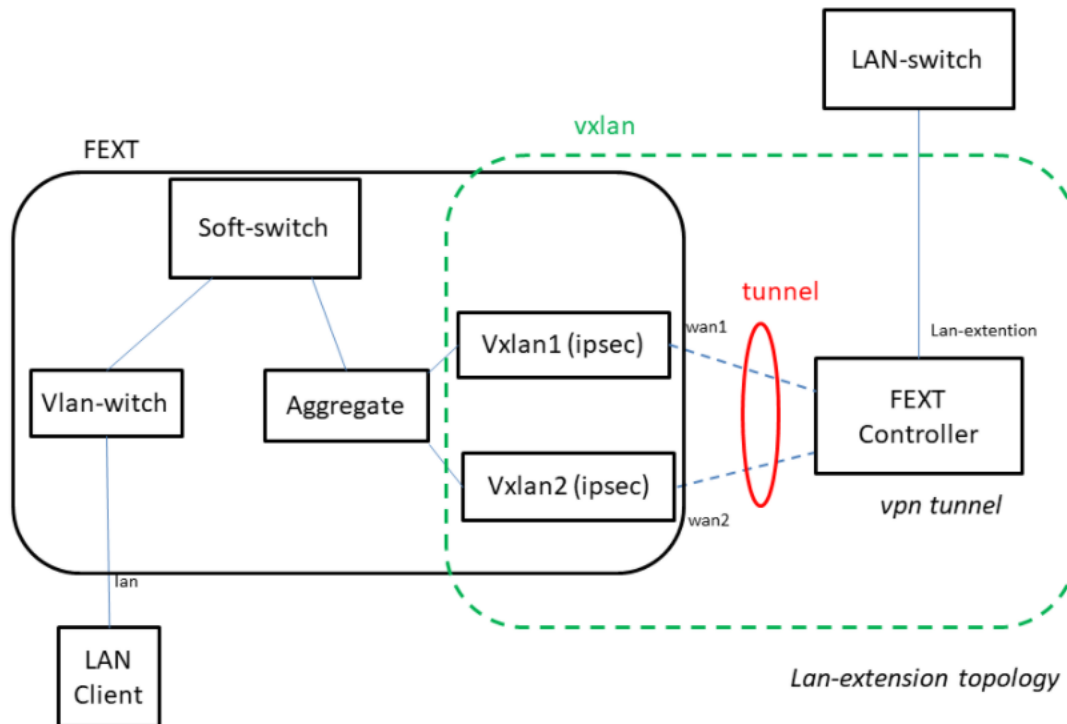 LAN-switch
vxlan
FEXT
Soft-switch
tunnel
wan1
Lan-extention
Vxlan1 (ipsec)
Vlan-witch
Aggregate
FEXT
Controller
Vxlan2 (ipsec)
vpn tunnel
wan2
lan
LAN
Client
Lan-extension topology